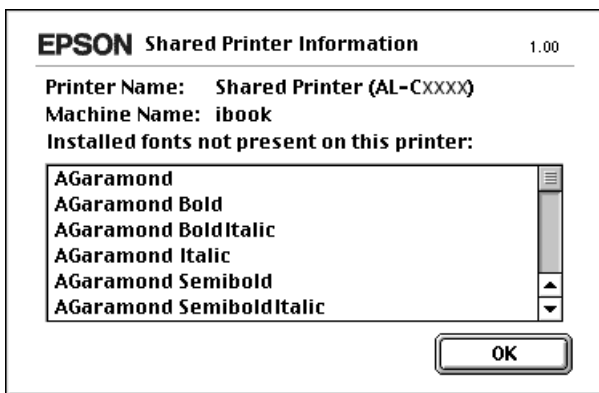 EPSON Shared Printer Information 1.00
Printer Name: Shared Printer (AL-CXXXX)
Machine Name: ibook
Installed fonts not present on this printer:
AGaramond
AGaramond Bold
AGaramond BoldItalic
AGaramond Italic
AGaramond Semibold
AGaramond SemiboldItalic
OK